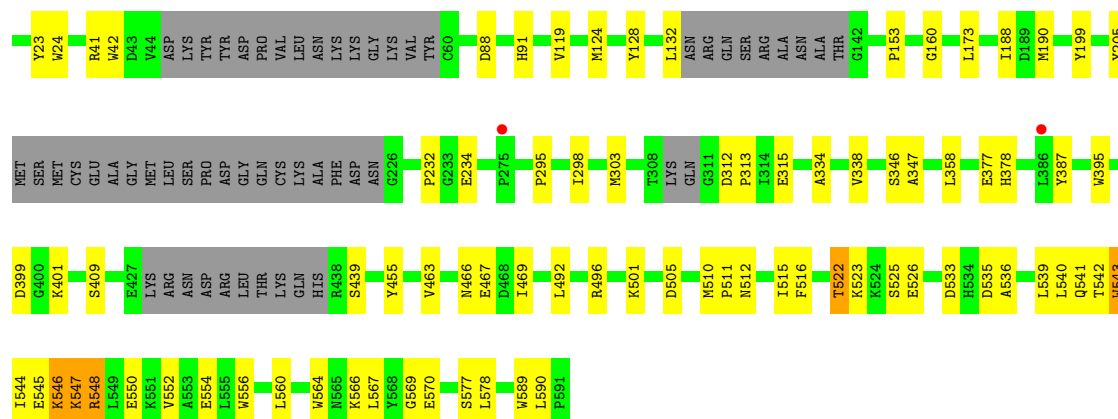 Y23 W24 R41 W42 D43 V44 ASP LYS TYR TYR ASP PRO VAL LEU ASN LYS LYS GLY LYS VAL TYR C60 D88 H91 V119 M124 Y128 L132 ASN ARG GLN SER ARG ALA ASN ALA THR G142 P153 G160 L173 I188 D189 M190 Y199 Y205
MET SER MET CYS GLU ALA GLY MET LEU SER PRO ASP GLY GLN CYS LYS ALA PHE ASP ASN G226 P232 G233 E234 P275 P295 I298 M303 T308 LYS GLN G311 D312 P313 I314 E315 A334 V338 S346 A347 L358 E377 H378 L386 Y387 W395
D399 G400 K401 S409 E427 LYS ARG ASN ASP ARG LEU THR LYS GLN HIS R438 S439 Y455 V463 N466 E467 D468 I469 L492 R496 K501 D505 M510 P511 N512 I515 F516 T522 K523 K524 S525 E526 D533 H534 D535 A536 L539 L540 Q541 T542
I544 E545 K546 K547 R548 L549 E550 K551 V552 A553 E554 L555 W556 L560 W564 N565 K566 L567 Y568 G569 E570 S577 L578 W589 L590 P591